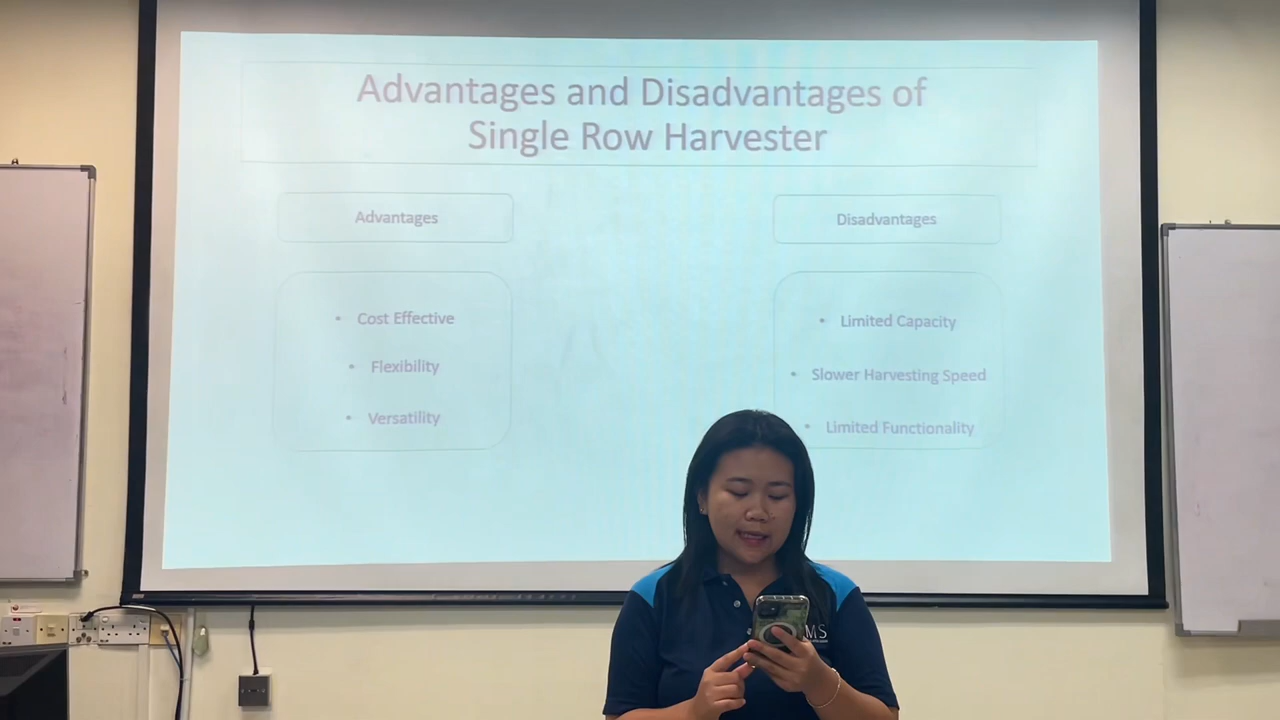 Advantages and Disadvantages of
Single Row Harvester
Advantages
• Cost Effective
• Flexibility
• Versatility
Disadvantages
• Limited Capacity
• Slower Harvesting Speed
• Limited Functionality
MS